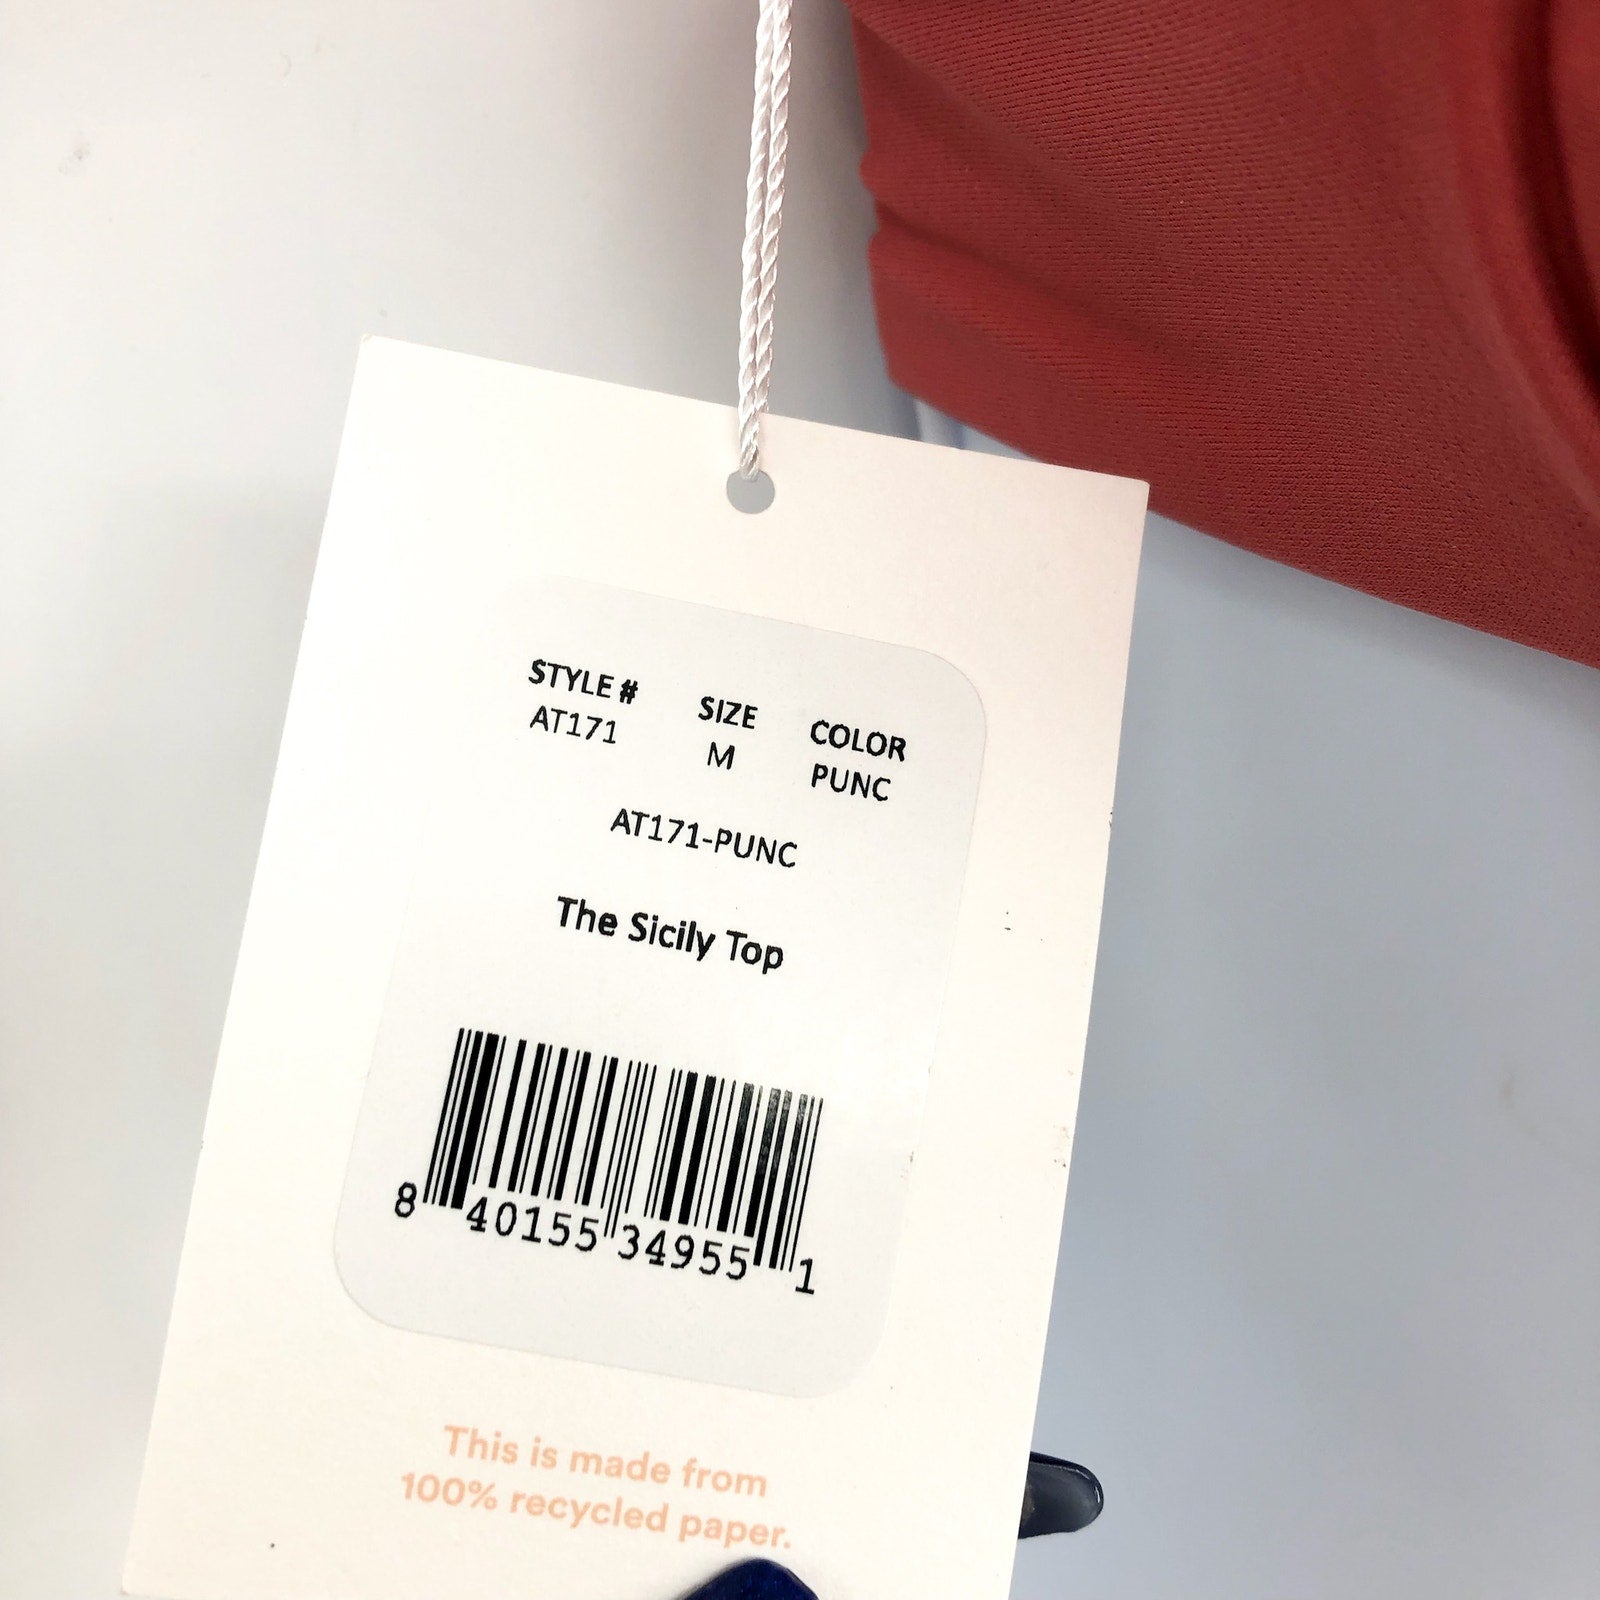 STYLE # SIZE COLOR
AT171 M PUNC
AT171-PUNC
The Sicily Top
8 40155 34955 1
This is made from
100% recycled paper.